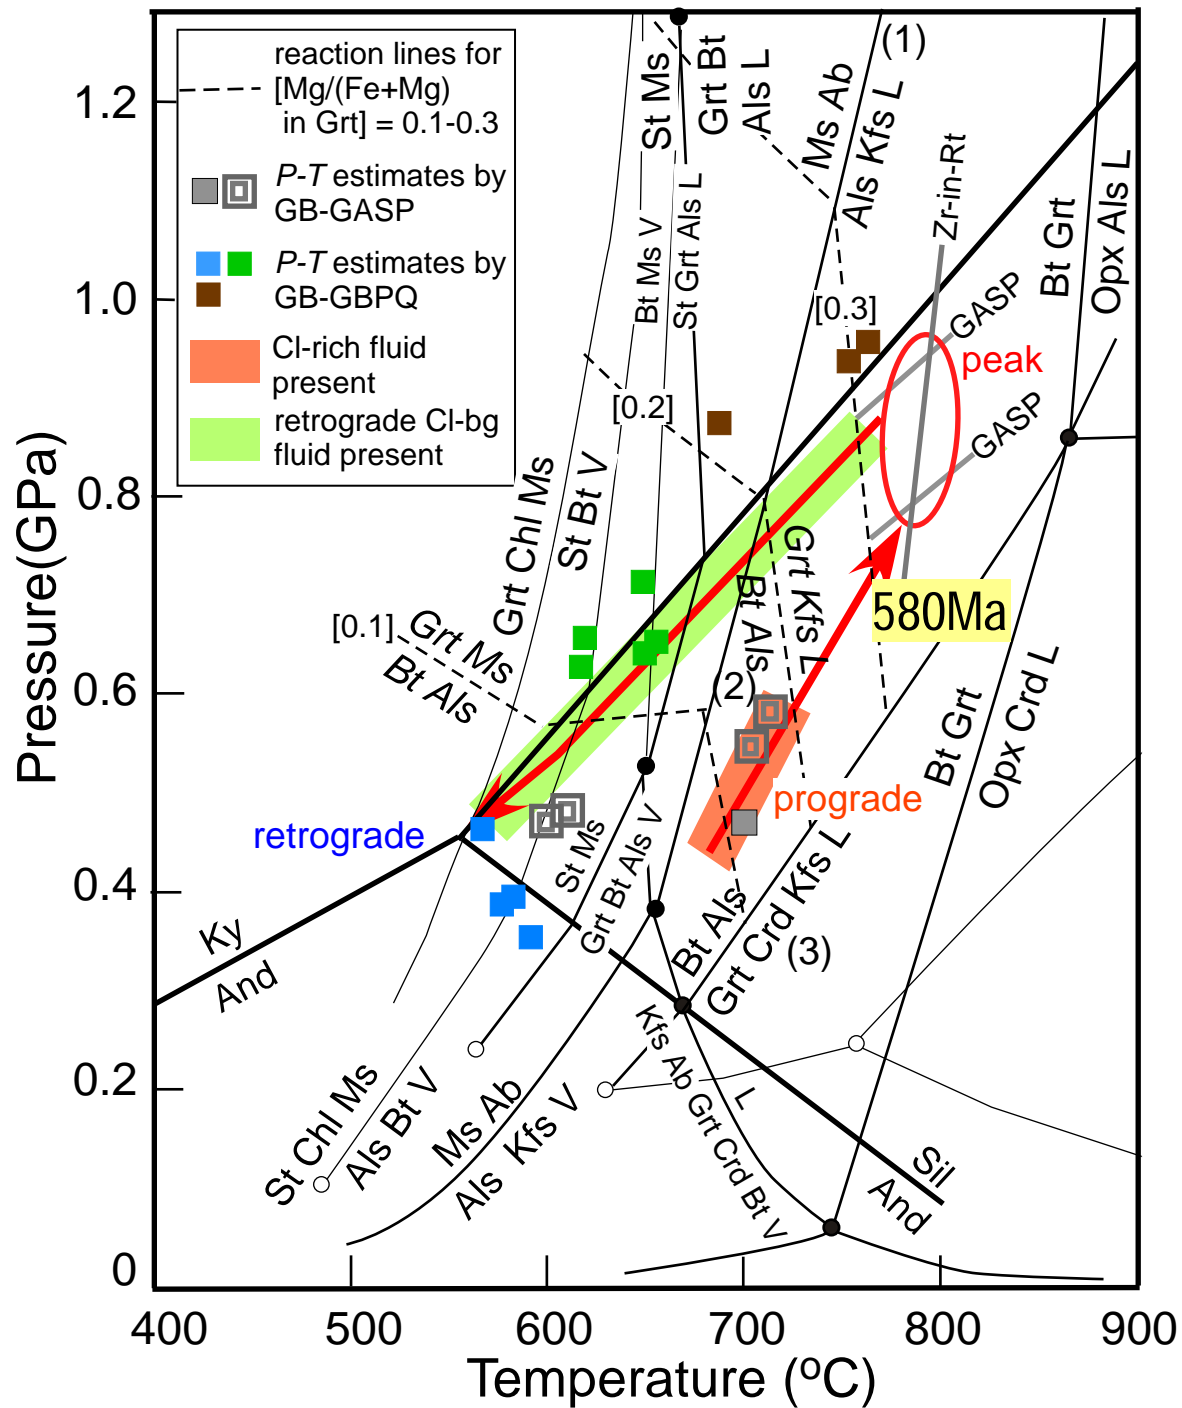 reaction lines for
[Mg/(Fe+Mg)
in Grt] = 0.1-0.3
P-T estimates by
GB-GASP
P-T estimates by
GB-GBPQ
Cl-rich fluid
present
retrograde Cl-bg
fluid present
St Ms
Grt Bt
Als L
Ms Ab
Als Kfs L
(1)
Zr-in-Rt
Bt Grt
Opx Als L
Bt Ms V
St Grt Als L
[0.3]
GASP
peak
GASP
[0.2]
Grt Chl Ms
St Bt V
[0.1]
Grt Ms
Bt Als
Bt Als
Grt Kfs L
580Ma
(2)
Bt Grt
Opx Crd L
prograde
retrograde
St Ms
Grt Bt Als V
Bt Als
Grt Crd Kfs L
(3)
Ky
And
Kfs Ab
L
Grt Crd Bt V
St Chl Ms
Als Bt V
Ms Ab
Als Kfs V
Sil
And
1.2
1.0
0.8
0.6
0.4
0.2
0
Pressure(GPa)
400
500
600
700
800
900
Temperature (°C)